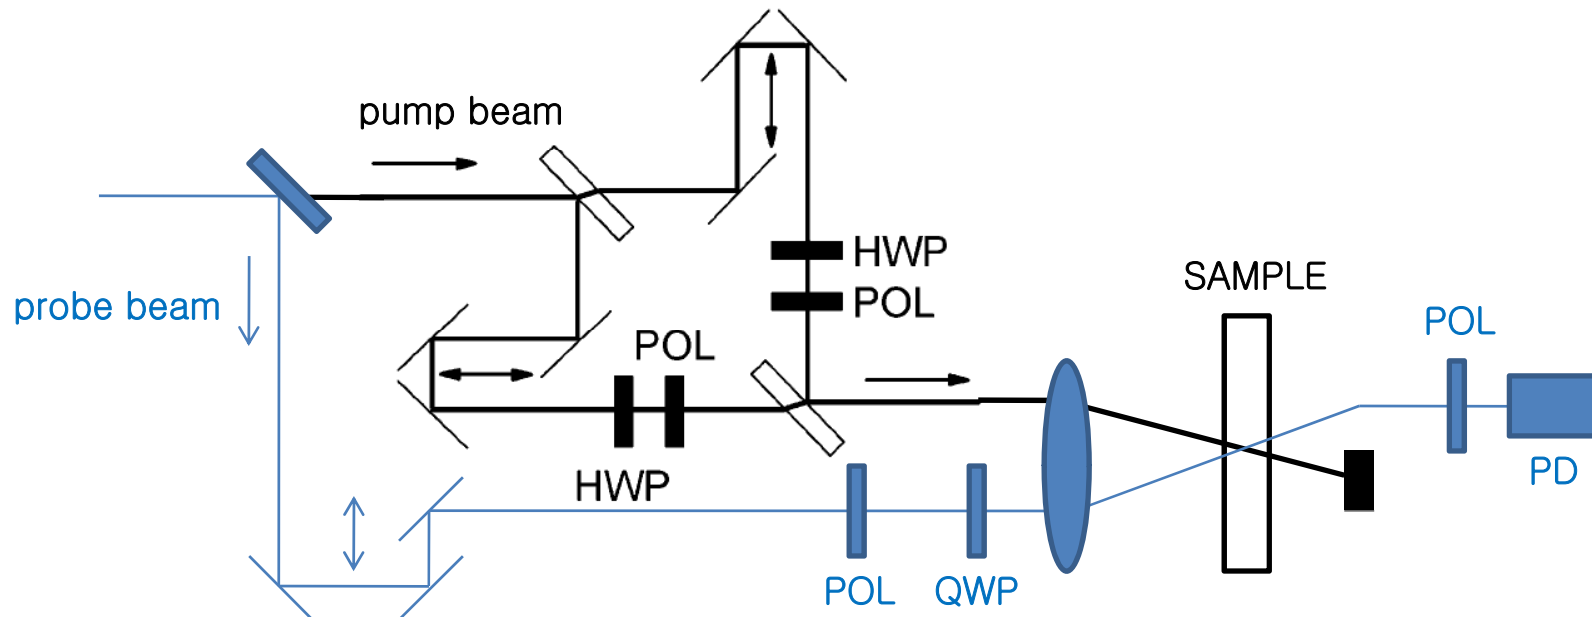 pump beam
HWP
POL
SAMPLE
probe beam
POL
POL
HWP
PD
POL
QWP